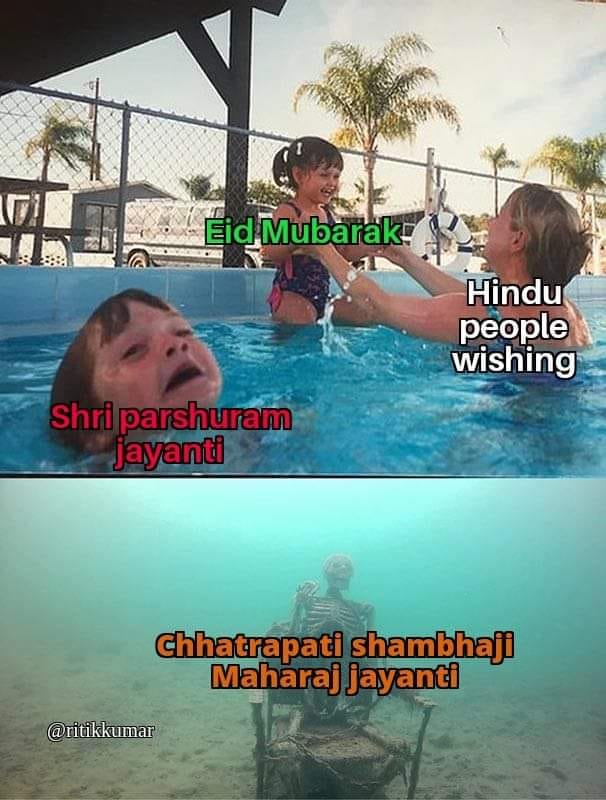 Eid Mubarak
Hindu
people
wishing
Shri parshuram
jayanti
Chhatrapati shambhaji
Maharaj jayanti
@ritikkumar